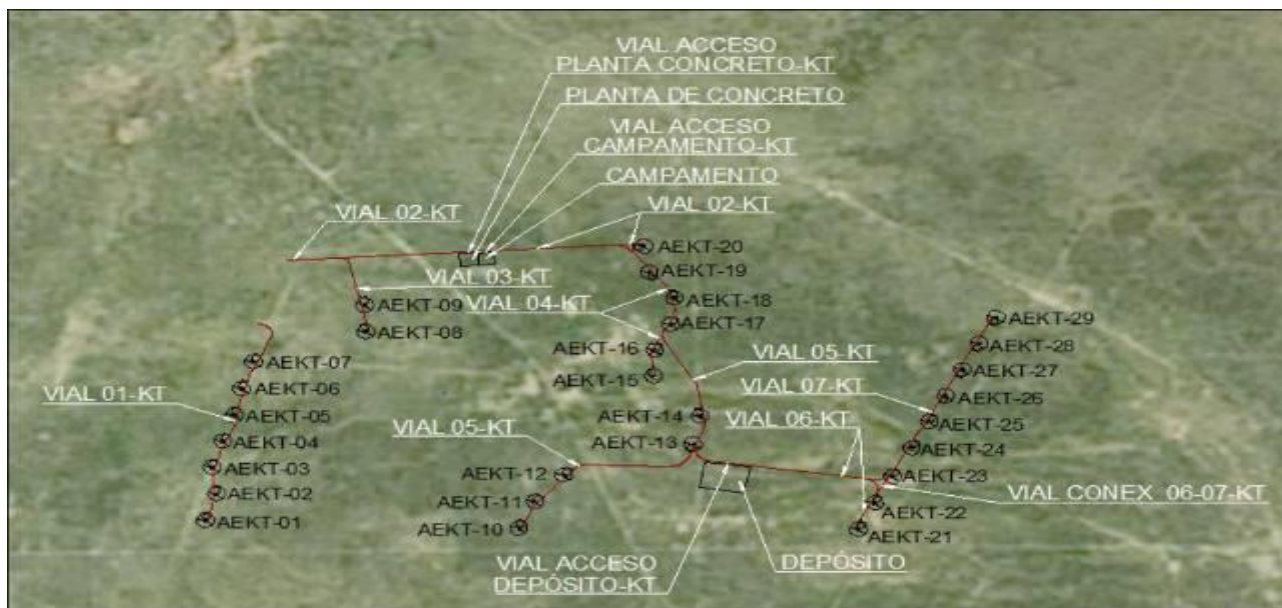 VIAL ACCESO
PLANTA CONCRETO-KT
PLANTA DE CONCRETO
VIAL ACCESO
CAMPAMENTO-KT
CAMPAMENTO
VIAL 02-KT
VIAL 02-KT
AEKT-20
AEKT-19
VIAL 03-KT
AEKT-09
VIAL 04-KT
AEKT-18
AEKT-08
AEKT-17
AEKT-29
AEKT-28
AEKT-07
AEKT-16
VIAL 05-KT
AEKT-27
AEKT-06
AEKT-15
VIAL 07-KT
AEKT-26
VIAL 01-KT
AEKT-05
AEKT-14
VIAL 06-KT
AEKT-25
AEKT-04
VIAL 05-KT
AEKT-13
AEKT-24
AEKT-03
AEKT-12
AEKT-23
AEKT-02
AEKT-11
VIAL CONEX 06-07-KT
AEKT-22
AEKT-01
AEKT-10
AEKT-21
VIAL ACCESO
DEPÓSITO-KT
DEPÓSITO